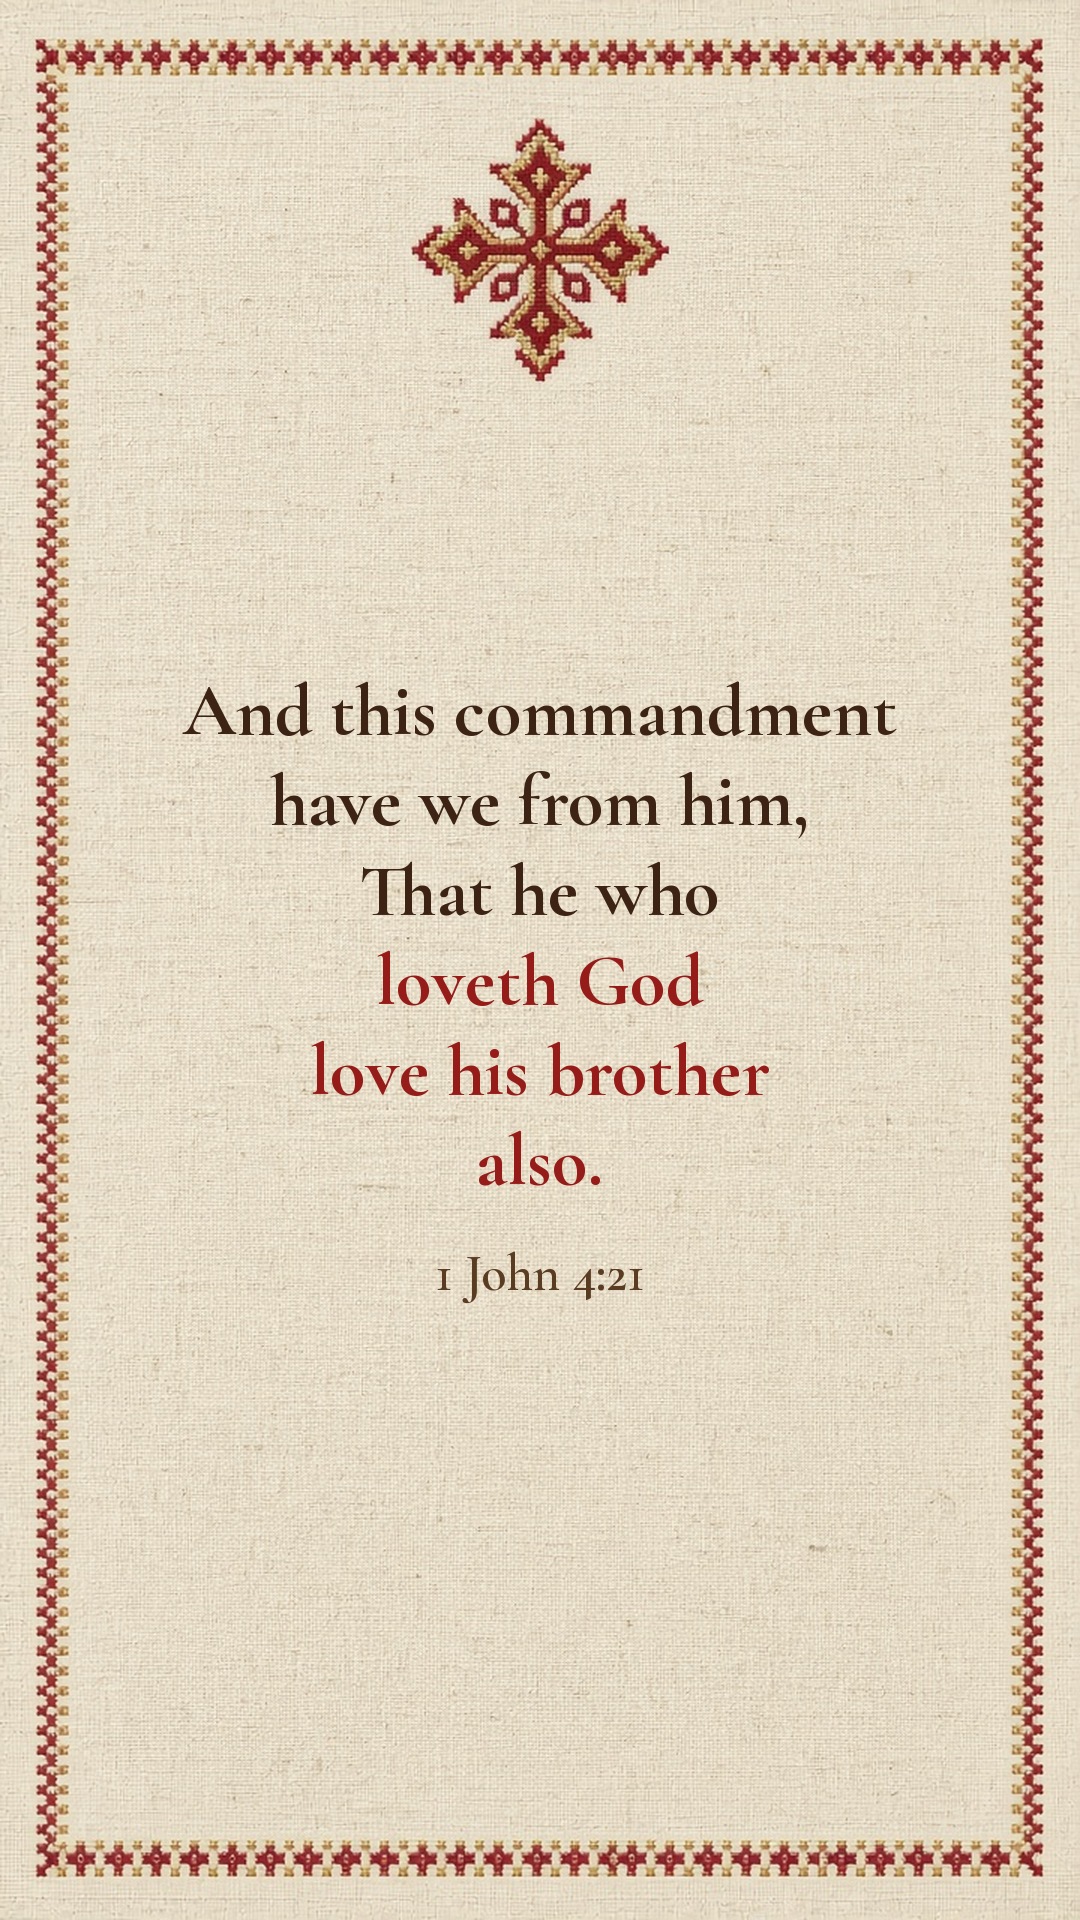 And this commandment
have we from him,
That he who
loveth God
love his brother
also.
1 John 4:21